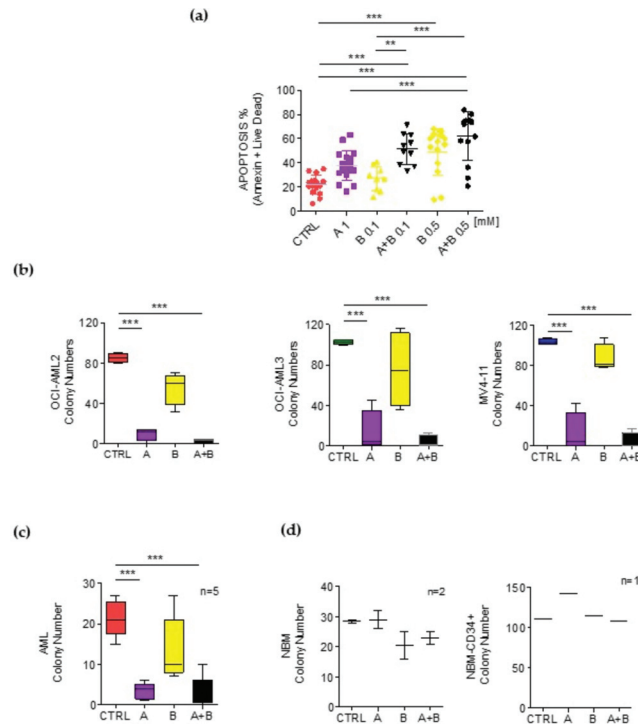 (a)
***
***
**
***
***
***
APOPTOSIS %
(Annexin + Live Dead)
100
80
60
40
20
0
CTRL
A 1
B 0.1
A+B 0.1
B 0.5
A+B 0.5
[mM]
(b)
OCI-AML2
Colony Numbers
120
80
40
0
***
***
CTRL A B A+B
OCI-AML3
Colony Numbers
120
80
40
0
***
***
CTRL A B A+B
MV4-11
Colony Numbers
120
80
40
0
***
***
CTRL A B A+B
(c)
AML
Colony Number
30
20
10
0
***
***
n=5
CTRL A B A+B
(d)
NBM
Colony Number
40
30
20
10
0
n=2
CTRL A B A+B
NBM-CD34+
Colony Number
150
100
50
0
n=1
CTRL A B A+B